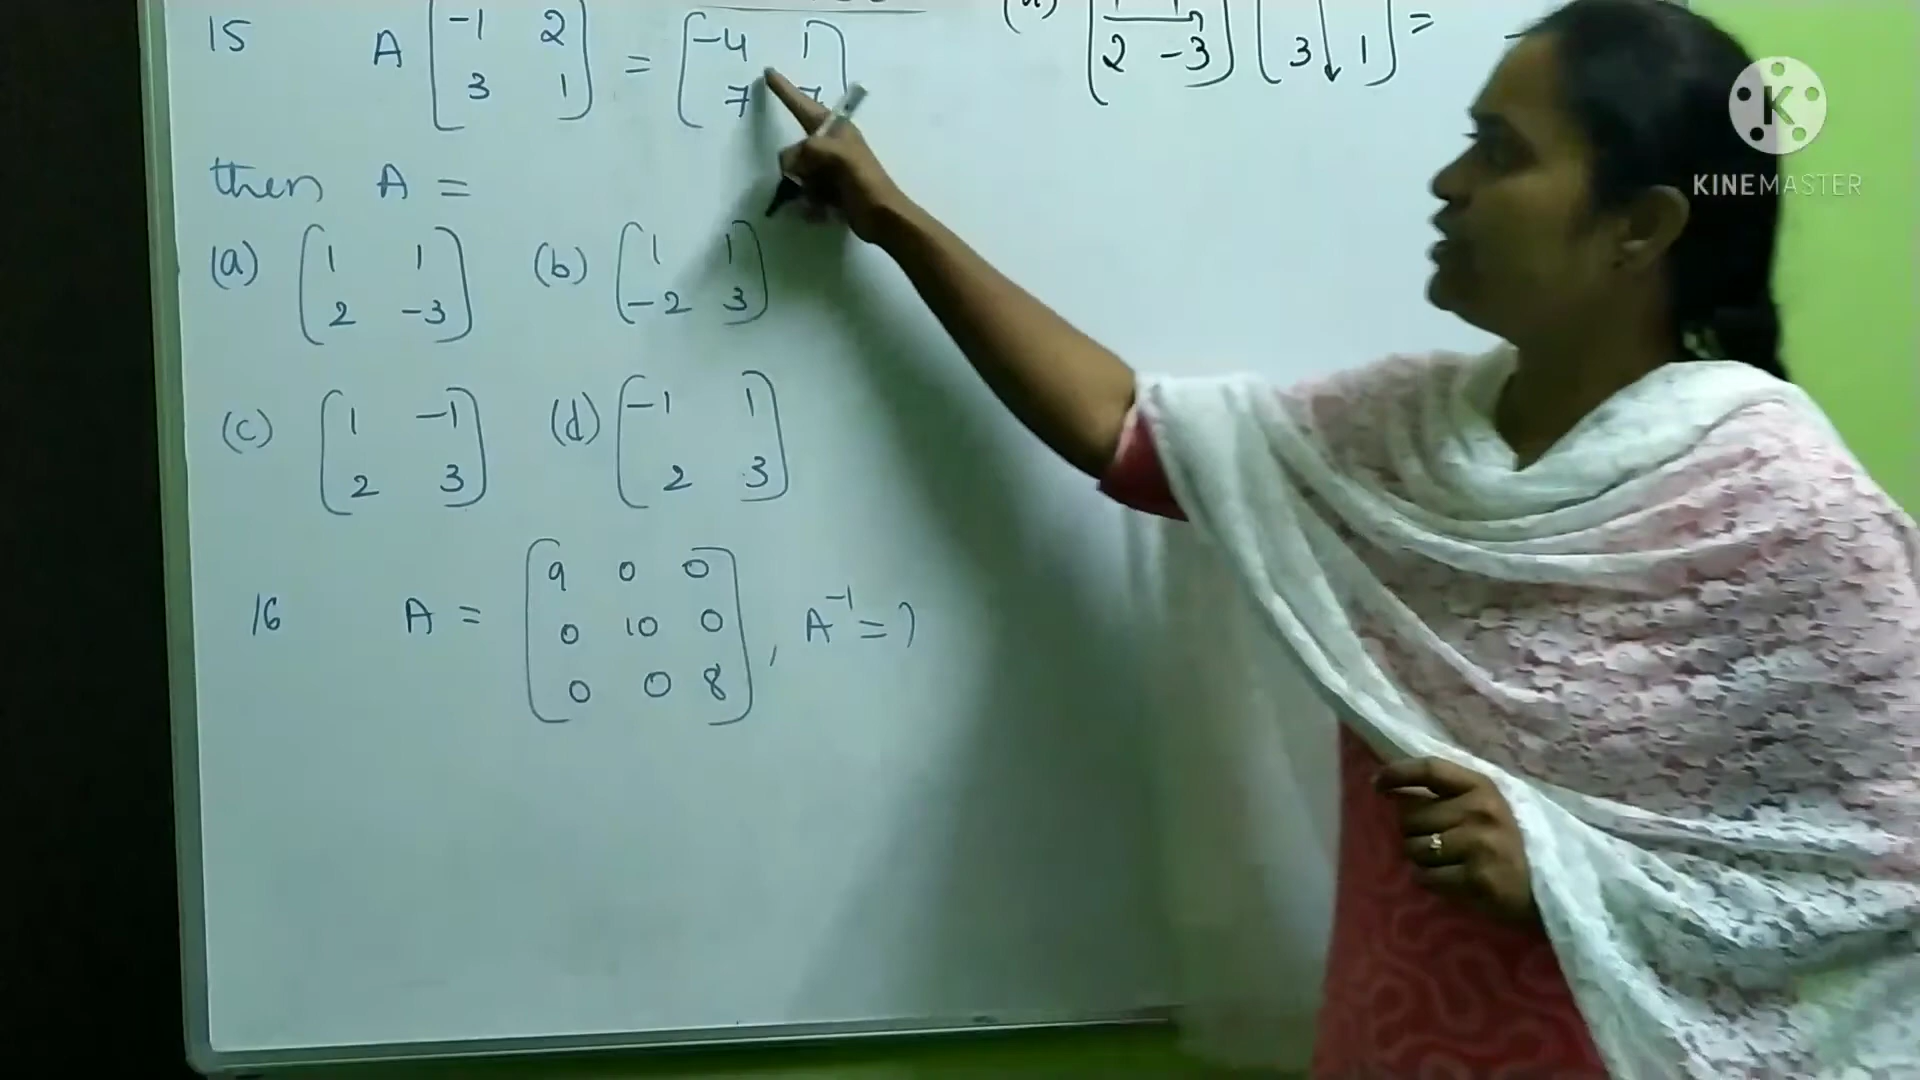 15 A [ -1 2 ] = [ -4 1 ]
3 1 7 7
then A =
(a) [ 1 1 ] (b) [ 1 1 ]
2 -3 -2 3
(c) [ 1 -1 ] (d) [ -1 1 ]
2 3 2 3
16 A = [ 9 0 0
0 10 0
0 0 8 ] , A⁻¹ = ?
(a)
[ 2 -3 ] [ 3 1 ] =
K
KINEMASTER